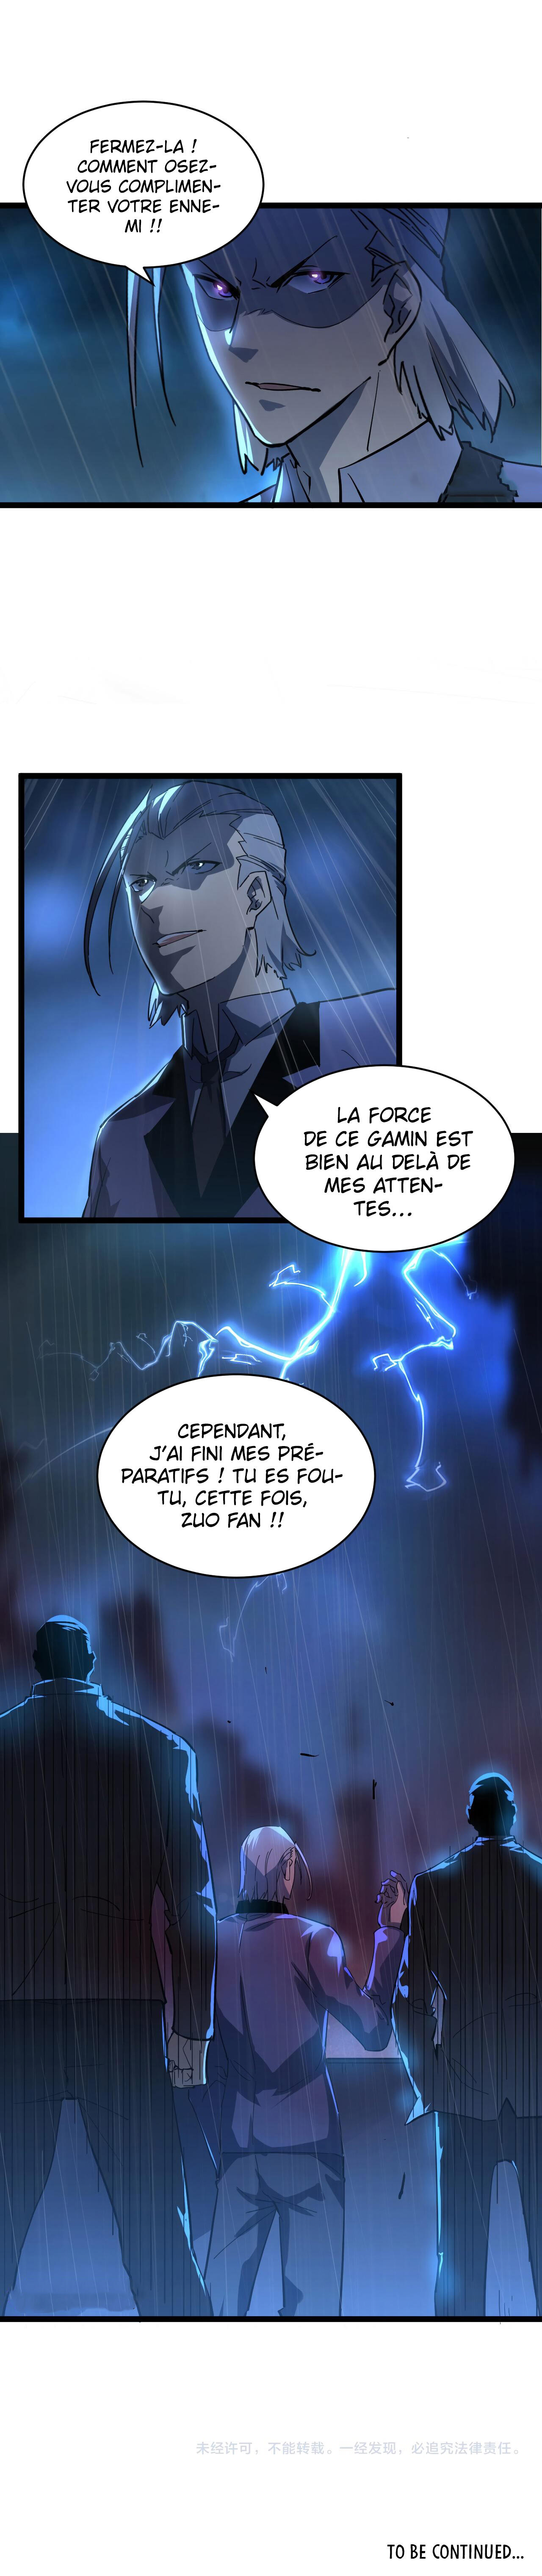 FERMEZ-LA !
COMMENT OSEZ-
VOUS COMPLIMEN-
TER VOTRE ENNE-
MI !!
LA FORCE
DE CE GAMIN EST
BIEN AU DELÀ DE
MES ATTEN-
TES...
CEPENDANT,
J'AI FINI MES PRÉ-
PARATIFS ! TU ES FOU-
TU, CETTE FOIS,
ZUO FAN !!
未经许可，不能转载。一经发现，必追究法律责任。
TO BE CONTINUED...